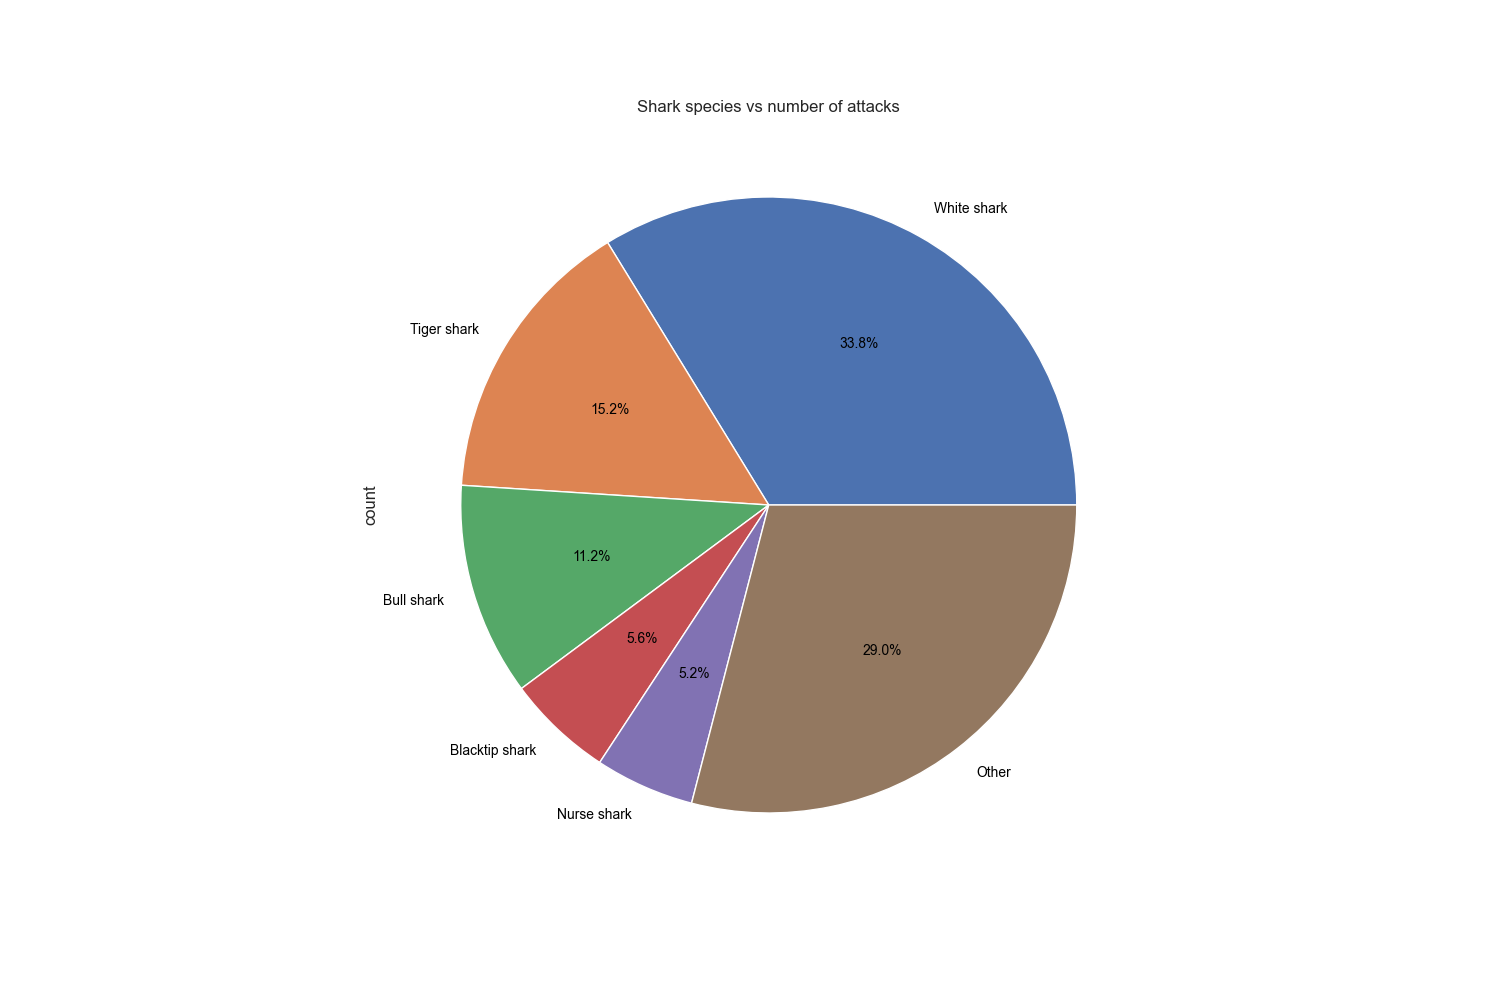 Shark species vs number of attacks
White shark
33.8%
Tiger shark
15.2%
count
11.2%
Bull shark
5.6%
Blacktip shark
5.2%
Nurse shark
29.0%
Other